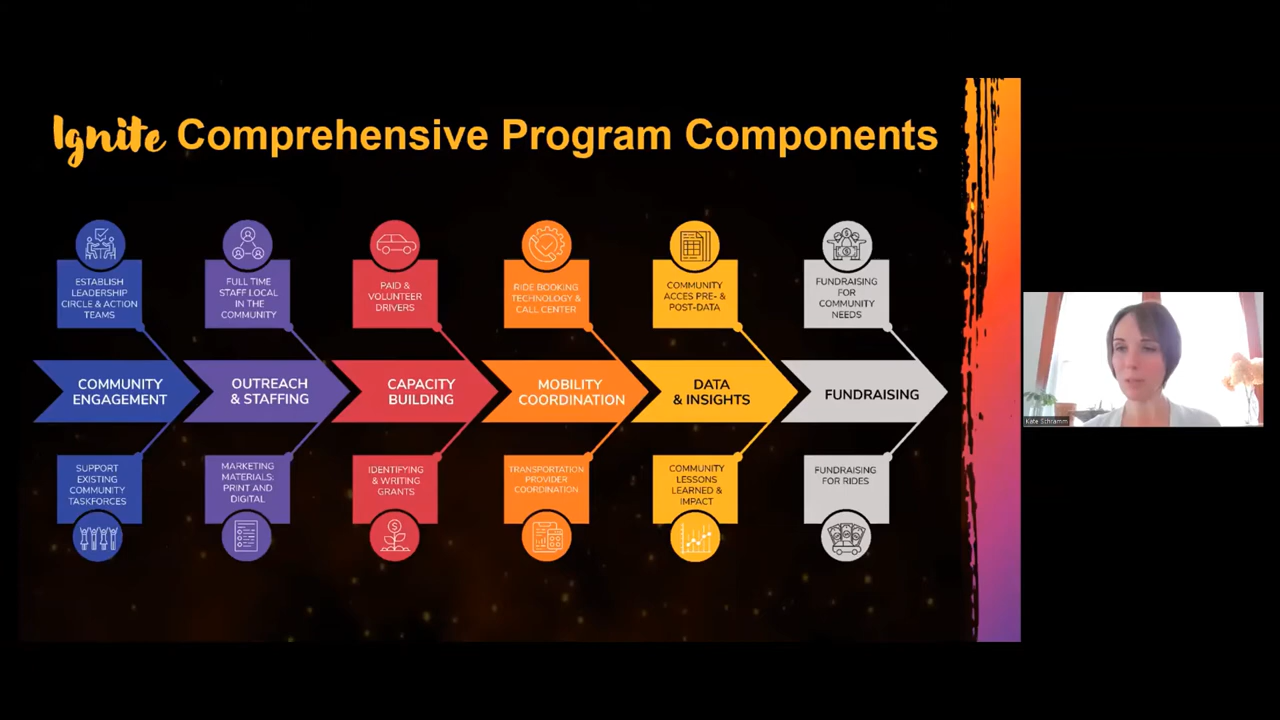 Ignite Comprehensive Program Components
ESTABLISH
LEADERSHIP
CIRCLE & ACTION
TEAMS
FULL TIME
STAFF LOCAL
IN THE
COMMUNITY
PAID &
VOLUNTEER
DRIVERS
RIDE BOOKING
TECHNOLOGY &
CALL CENTER
COMMUNITY
ACCES PRE- &
POST-DATA
FUNDRAISING
FOR
COMMUNITY
NEEDS
COMMUNITY
ENGAGEMENT
OUTREACH
& STAFFING
CAPACITY
BUILDING
MOBILITY
COORDINATION
DATA
& INSIGHTS
FUNDRAISING
SUPPORT
EXISTING
COMMUNITY
TASKFORCES
MARKETING
MATERIALS:
PRINT AND
DIGITAL
IDENTIFYING
& WRITING
GRANTS
TRANSPORTATION
PROVIDER
COORDINATION
COMMUNITY
LESSONS
LEARNED &
IMPACT
FUNDRAISING
FOR RIDES
Kate Schramm